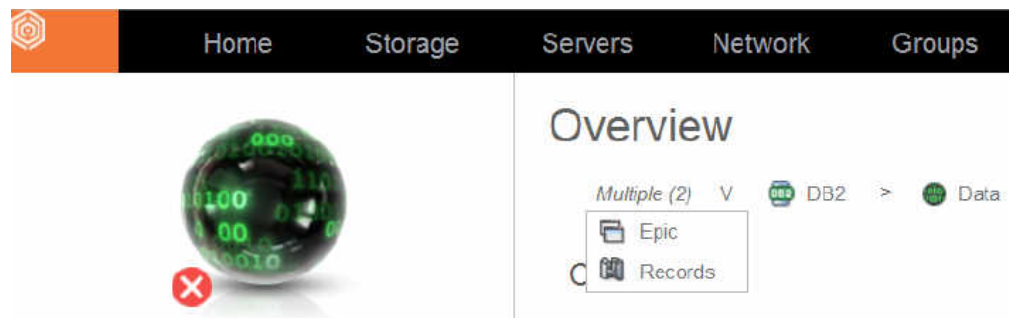 Home Storage Servers Network Groups
Overview
Multiple (2) V DB2 > Data
Epic
Records